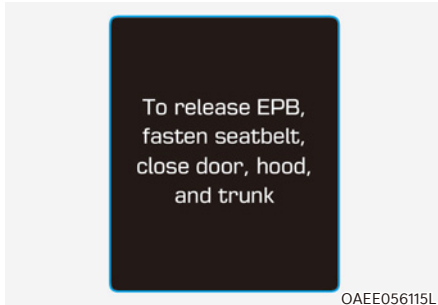 To release EPB,
fasten seatbelt,
close door, hood,
and trunk
OAEE056115L